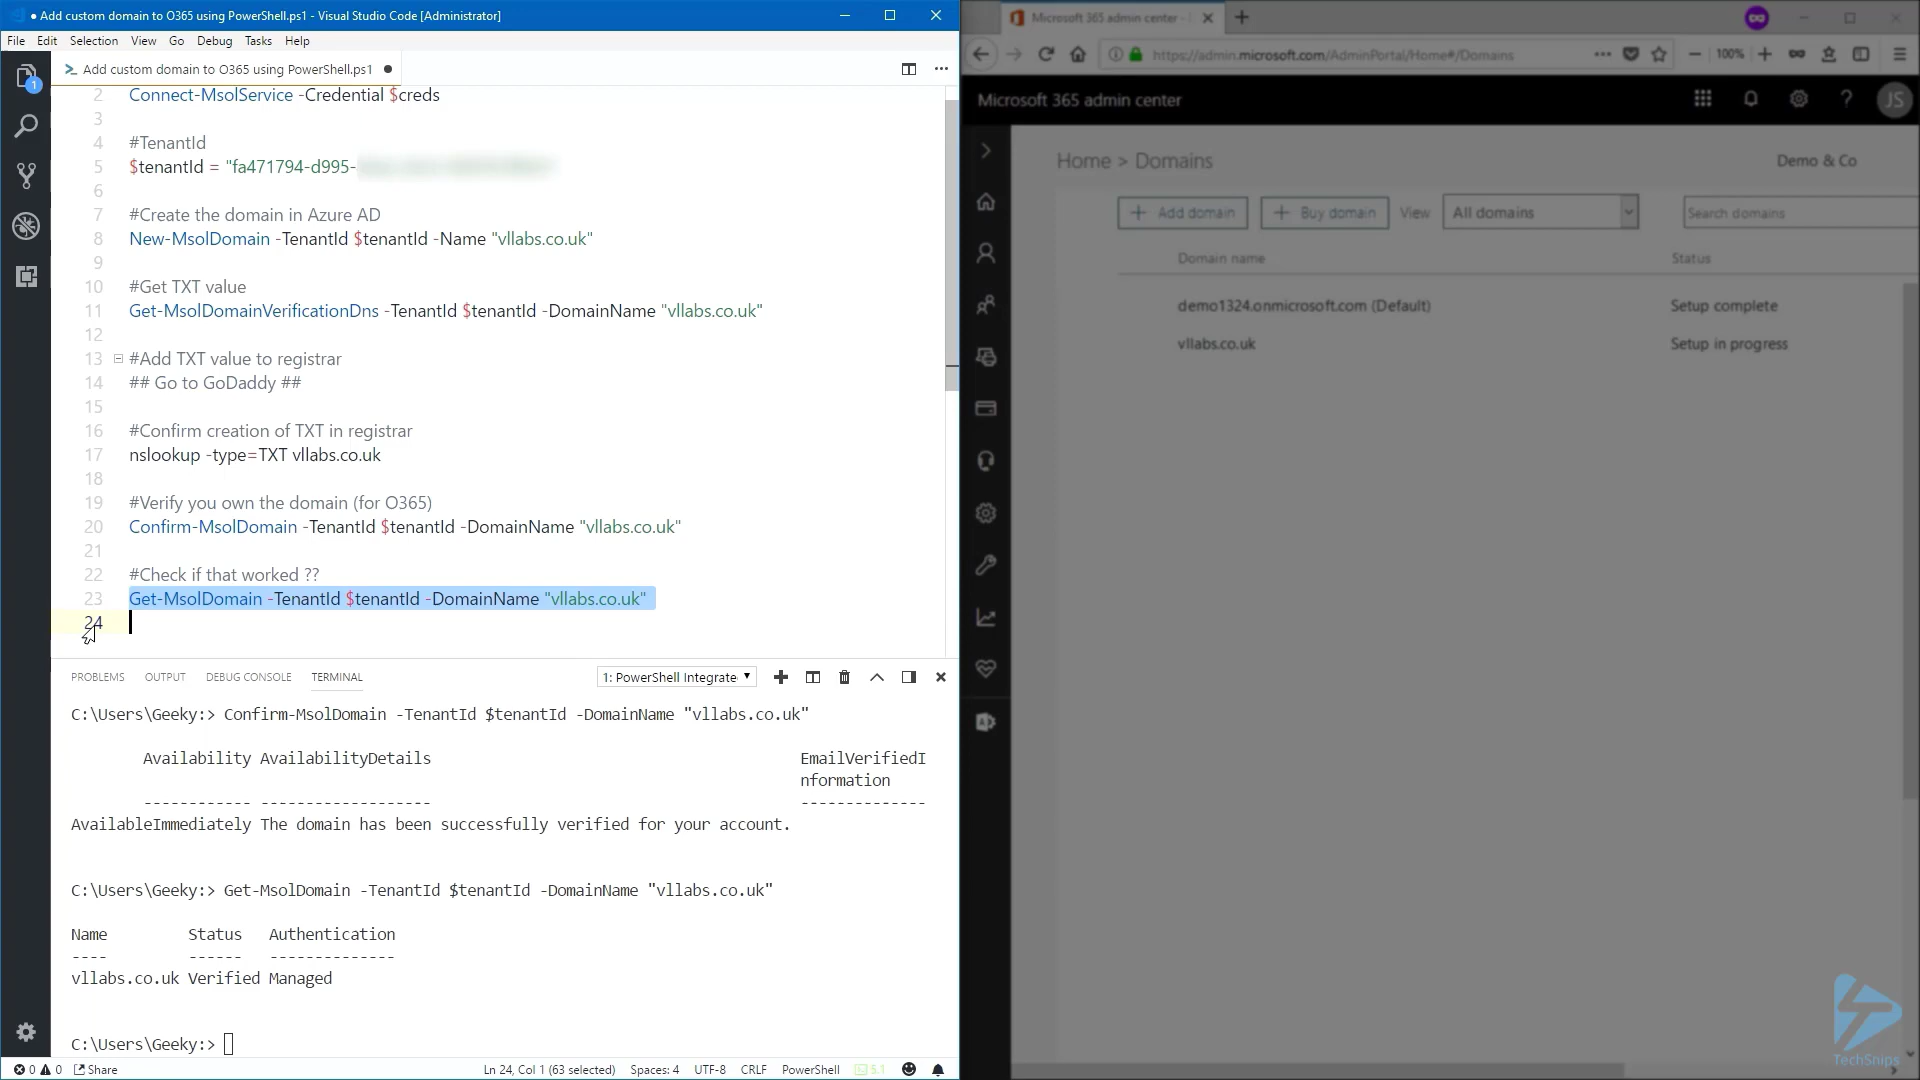 ● Add custom domain to O365 using PowerShell.ps1 - Visual Studio Code [Administrator]
File Edit Selection View Go Debug Tasks Help
Add custom domain to O365 using PowerShell.ps1 ●
1
2 Connect-MsolService -Credential $creds
3
4 #TenantId
5 $tenantId = "fa471794-d995-
6
7 #Create the domain in Azure AD
8 New-MsolDomain -TenantId $tenantId -Name "vllabs.co.uk"
9
10 #Get TXT value
11 Get-MsolDomainVerificationDns -TenantId $tenantId -DomainName "vllabs.co.uk"
12
13 #Add TXT value to registrar
14 ## Go to GoDaddy ##
15
16 #Confirm creation of TXT in registrar
17 nslookup -type=TXT vllabs.co.uk
18
19 #Verify you own the domain (for O365)
20 Confirm-MsolDomain -TenantId $tenantId -DomainName "vllabs.co.uk"
21
22 #Check if that worked ??
23 Get-MsolDomain -TenantId $tenantId -DomainName "vllabs.co.uk"
24
PROBLEMS OUTPUT DEBUG CONSOLE TERMINAL 1: PowerShell Integrate
C:\Users\Geeky:> Confirm-MsolDomain -TenantId $tenantId -DomainName "vllabs.co.uk"
Availability AvailabilityDetails EmailVerifiedI
nformation
------------ ------------------- --------------
AvailableImmediately The domain has been successfully verified for your account.
C:\Users\Geeky:> Get-MsolDomain -TenantId $tenantId -DomainName "vllabs.co.uk"
Name Status Authentication
---- ------ --------------
vllabs.co.uk Verified Managed
C:\Users\Geeky:>
0 0 Share Ln 24, Col 1 (63 selected) Spaces: 4 UTF-8 CRLF PowerShell 5.1
Microsoft 365 admin center -
https://admin.microsoft.com/AdminPortal/Home#/Domains 100%
Microsoft 365 admin center ? JS
Home > Domains Demo & Co
+ Add domain + Buy domain View All domains Search domains
Domain name Status
demo1324.onmicrosoft.com (Default) Setup complete
vllabs.co.uk Setup in progress
TechSnips